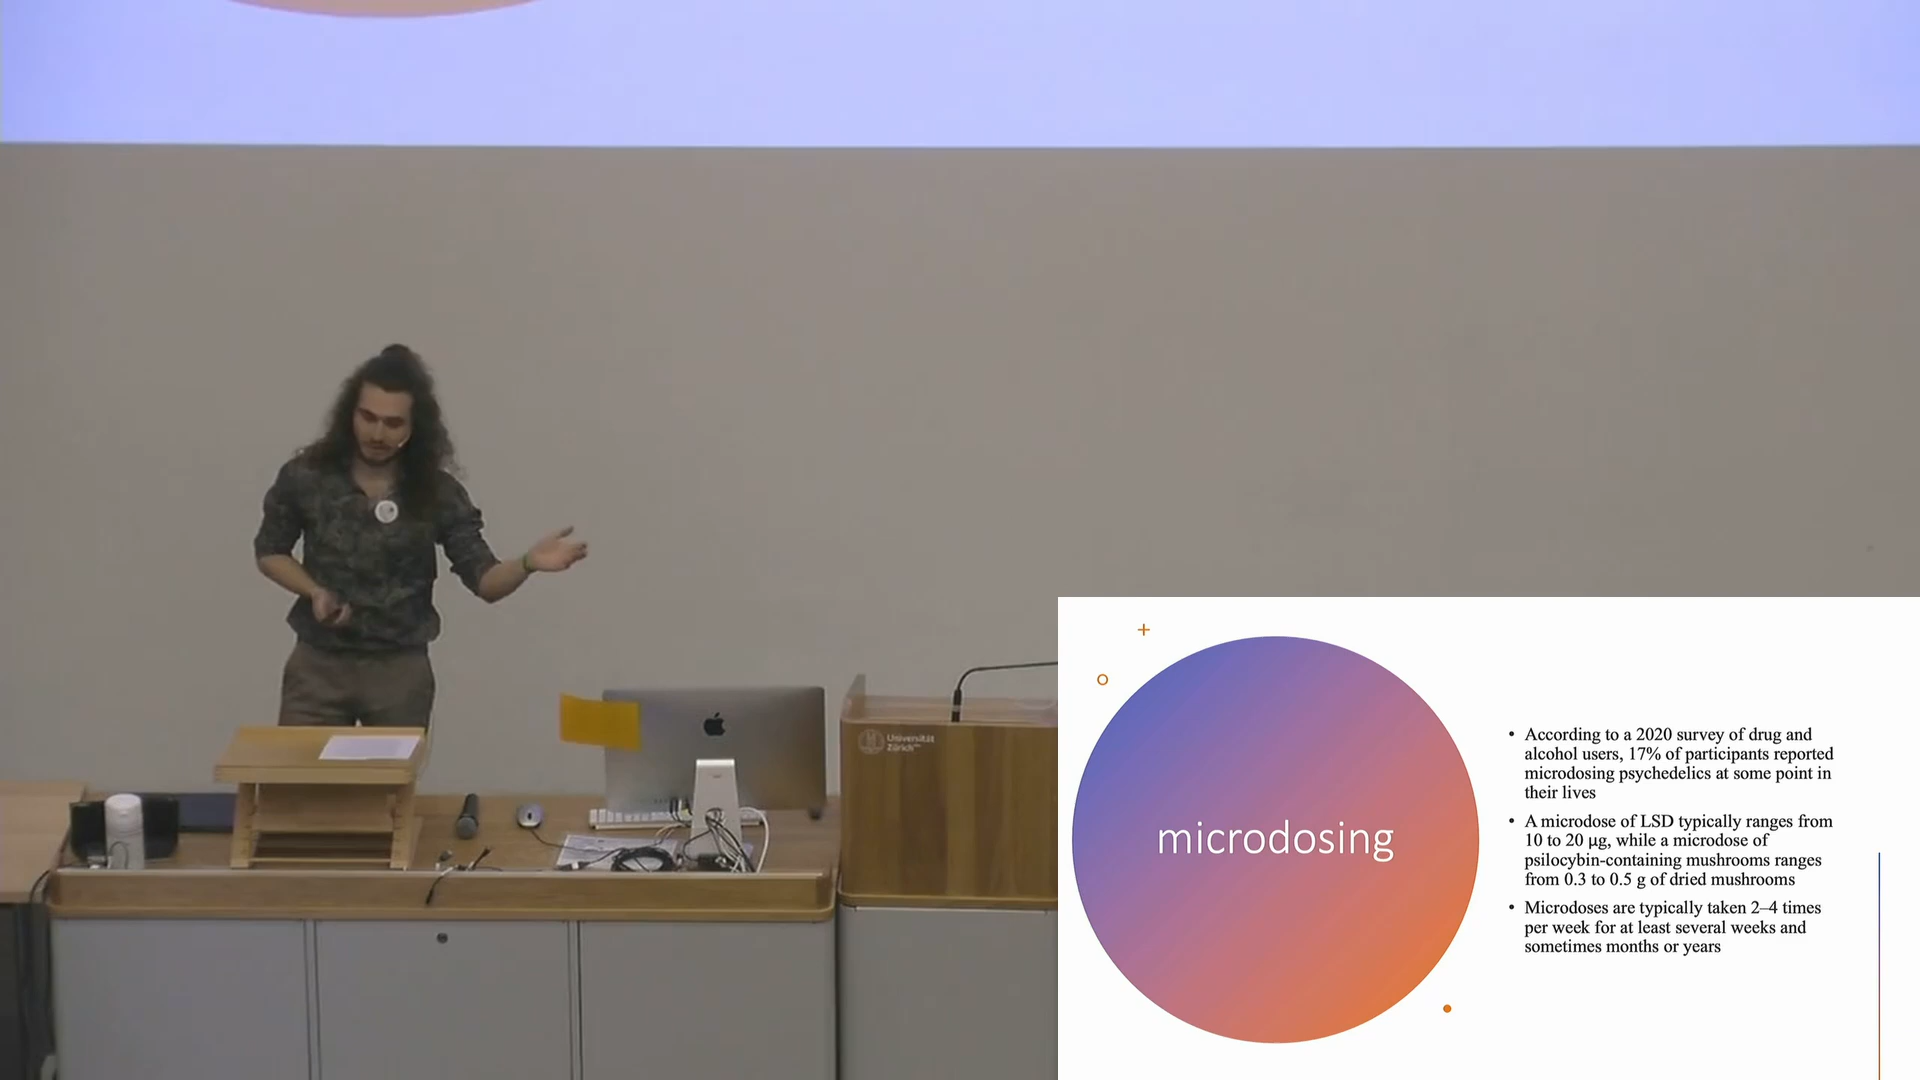 Universität
Zürich
microdosing
• According to a 2020 survey of drug and
alcohol users, 17% of participants reported
microdosing psychedelics at some point in
their lives
• A microdose of LSD typically ranges from
10 to 20 µg, while a microdose of
psilocybin-containing mushrooms ranges
from 0.3 to 0.5 g of dried mushrooms
• Microdoses are typically taken 2–4 times
per week for at least several weeks and
sometimes months or years